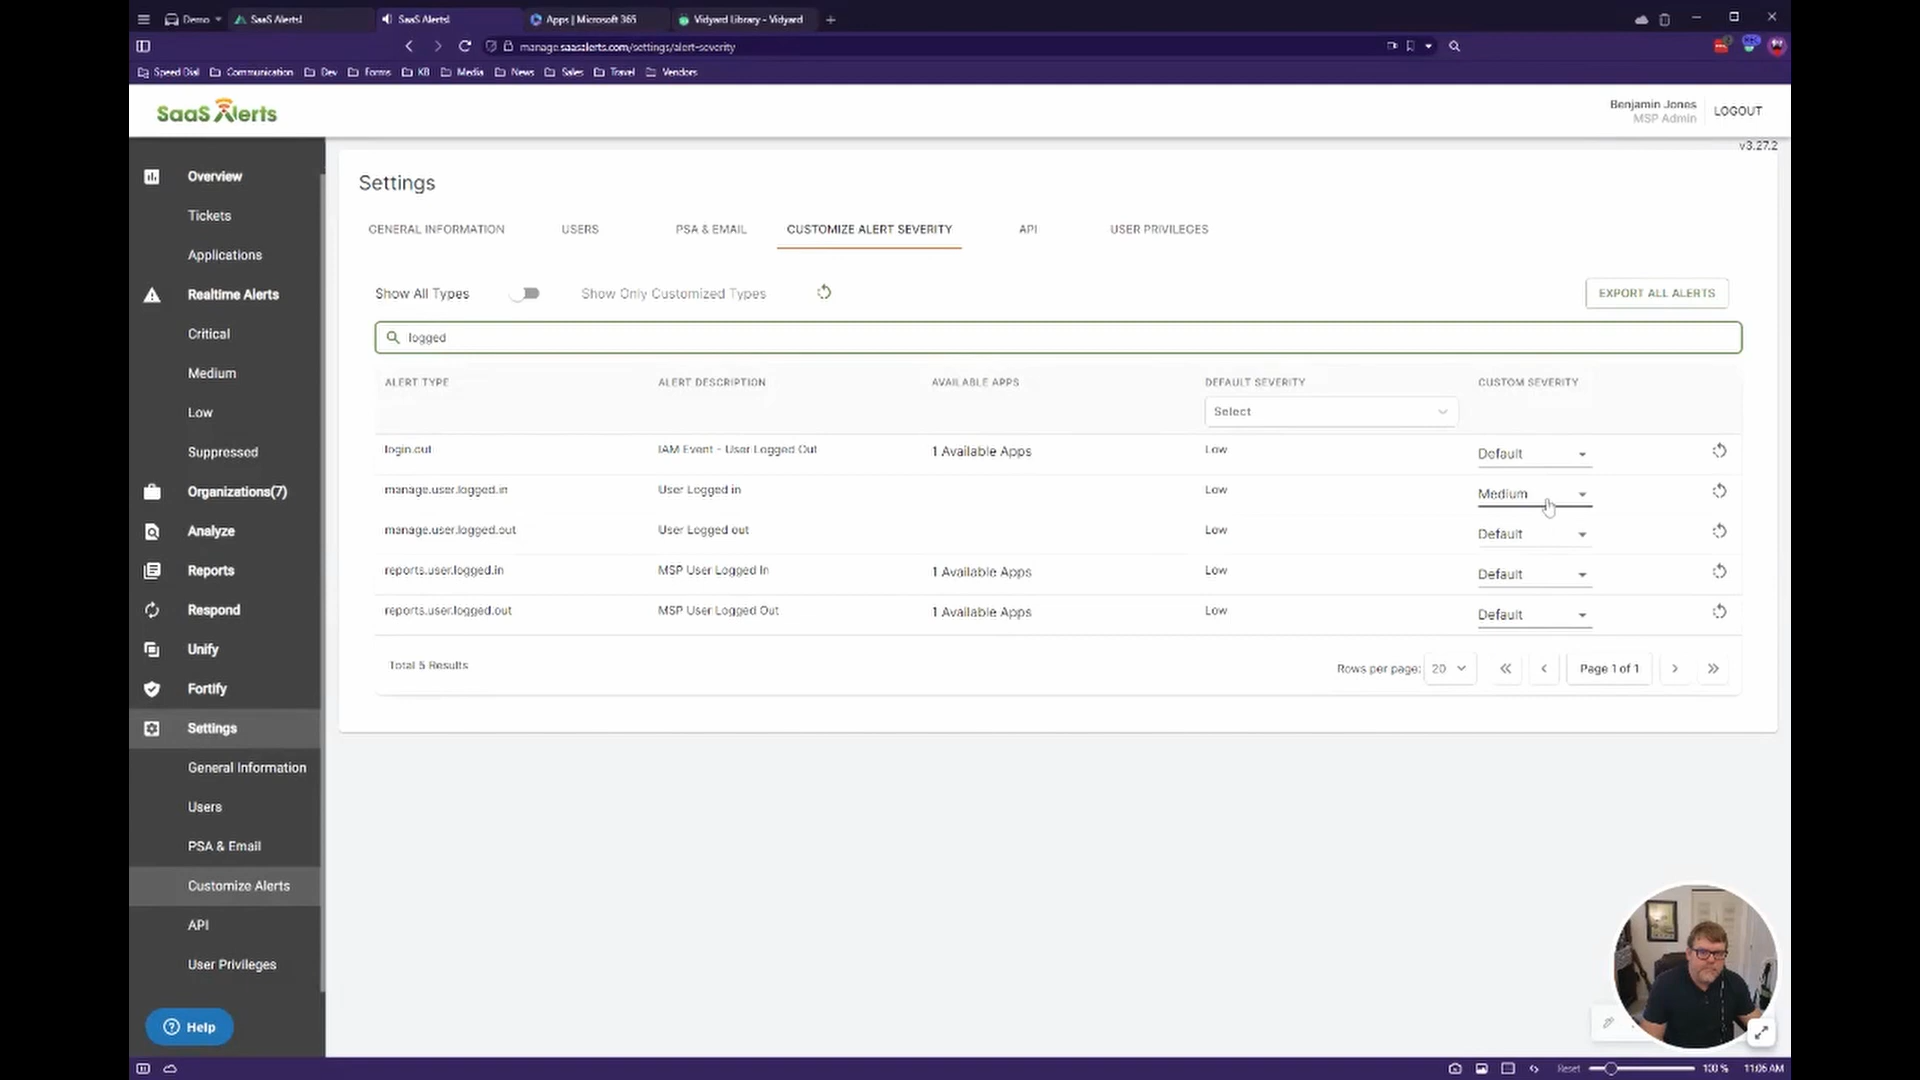 Demo
SaaS Alerts!
SaaS Alerts!
Apps | Microsoft 365
Vidyard Library - Vidyard
manage.saasalerts.com/settings/alert-severity
Speed Dial
Communication
Dev
Forms
KB
Media
News
Sales
Travel
Vendors
SaaS Alerts
Benjamin Jones
MSP Admin
LOGOUT
v3.27.2
Overview
Tickets
Applications
Realtime Alerts
Critical
Medium
Low
Suppressed
Organizations(7)
Analyze
Reports
Respond
Unify
Fortify
Settings
General Information
Users
PSA & Email
Customize Alerts
API
User Privileges
Help
Settings
GENERAL INFORMATION
USERS
PSA & EMAIL
CUSTOMIZE ALERT SEVERITY
API
USER PRIVILEGES
Show All Types
Show Only Customized Types
EXPORT ALL ALERTS
logged
ALERT TYPE
ALERT DESCRIPTION
AVAILABLE APPS
DEFAULT SEVERITY
CUSTOM SEVERITY
Select
login.out
IAM Event - User Logged Out
1 Available Apps
Low
Default
manage.user.logged.in
User Logged in
Low
Medium
manage.user.logged.out
User Logged out
Low
Default
reports.user.logged.in
MSP User Logged In
1 Available Apps
Low
Default
reports.user.logged.out
MSP User Logged Out
1 Available Apps
Low
Default
Total 5 Results
Rows per page:
20
Page 1 of 1
Reset
100 %
11:06 AM